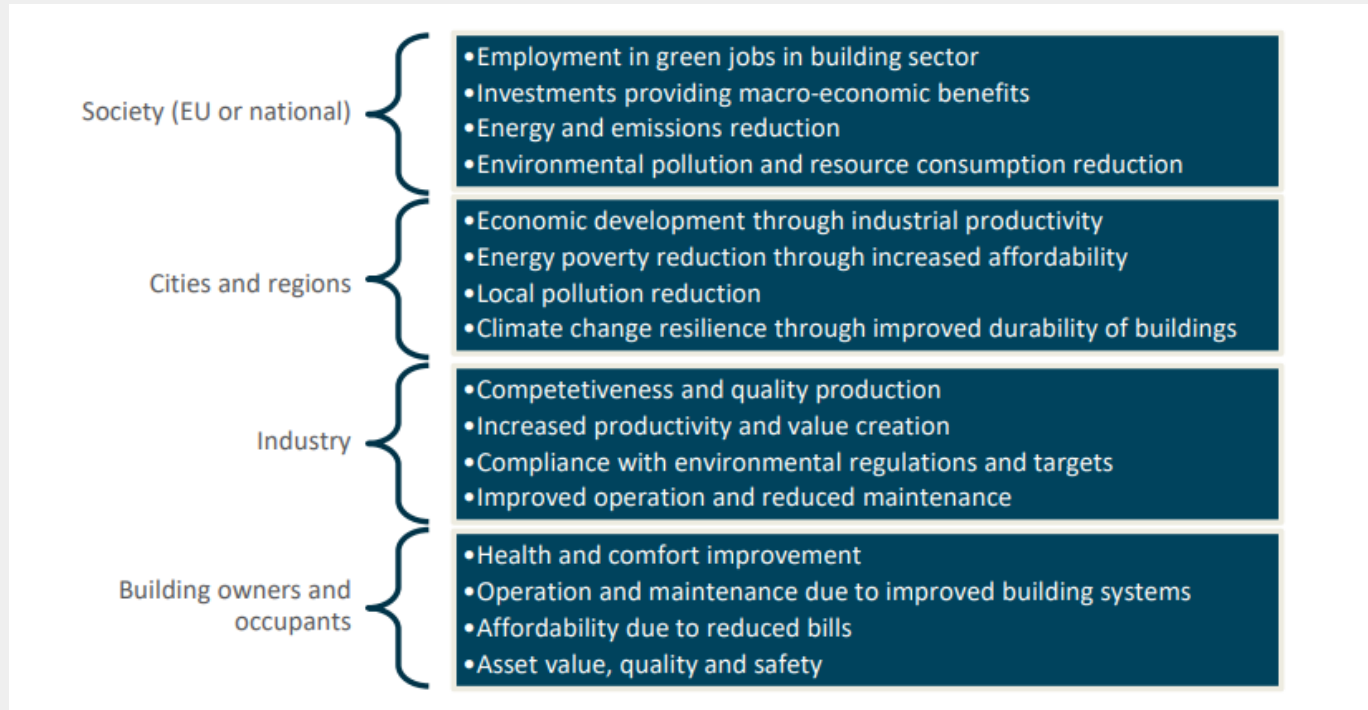 Society (EU or national)
•Employment in green jobs in building sector
•Investments providing macro-economic benefits
•Energy and emissions reduction
•Environmental pollution and resource consumption reduction
Cities and regions
•Economic development through industrial productivity
•Energy poverty reduction through increased affordability
•Local pollution reduction
•Climate change resilience through improved durability of buildings
Industry
•Competetiveness and quality production
•Increased productivity and value creation
•Compliance with environmental regulations and targets
•Improved operation and reduced maintenance
Building owners and
occupants
•Health and comfort improvement
•Operation and maintenance due to improved building systems
•Affordability due to reduced bills
•Asset value, quality and safety